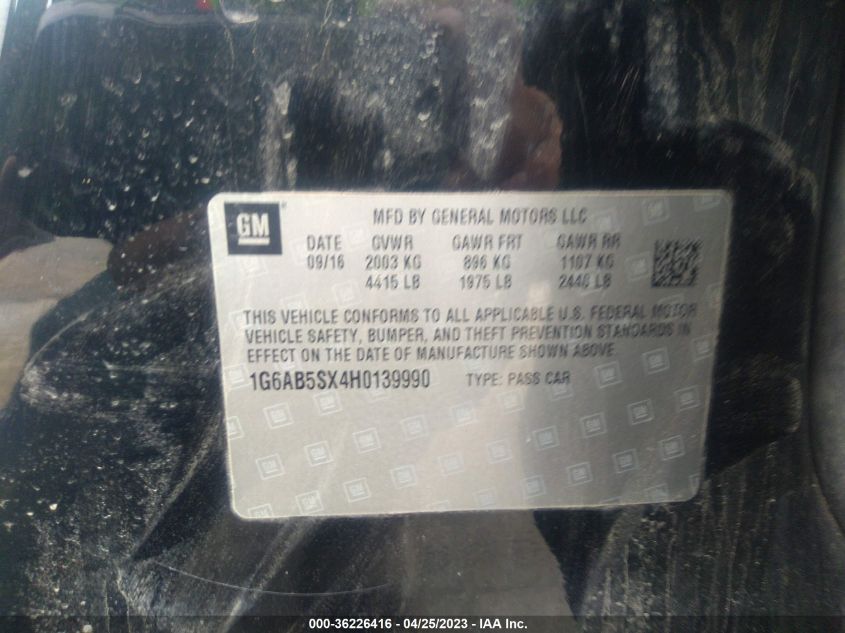 GM
MFD BY GENERAL MOTORS LLC
DATE GVWR GAWR FRT GAWR RR
09/16 2003 KG 896 KG 1107 KG
4415 LB 1975 LB 2440 LB
THIS VEHICLE CONFORMS TO ALL APPLICABLE U.S. FEDERAL MOTOR
VEHICLE SAFETY, BUMPER, AND THEFT PREVENTION STANDARDS IN
EFFECT ON THE DATE OF MANUFACTURE SHOWN ABOVE.
1G6AB5SX4H0139990 TYPE: PASS CAR
000-36226416 - 04/25/2023 - IAA Inc.